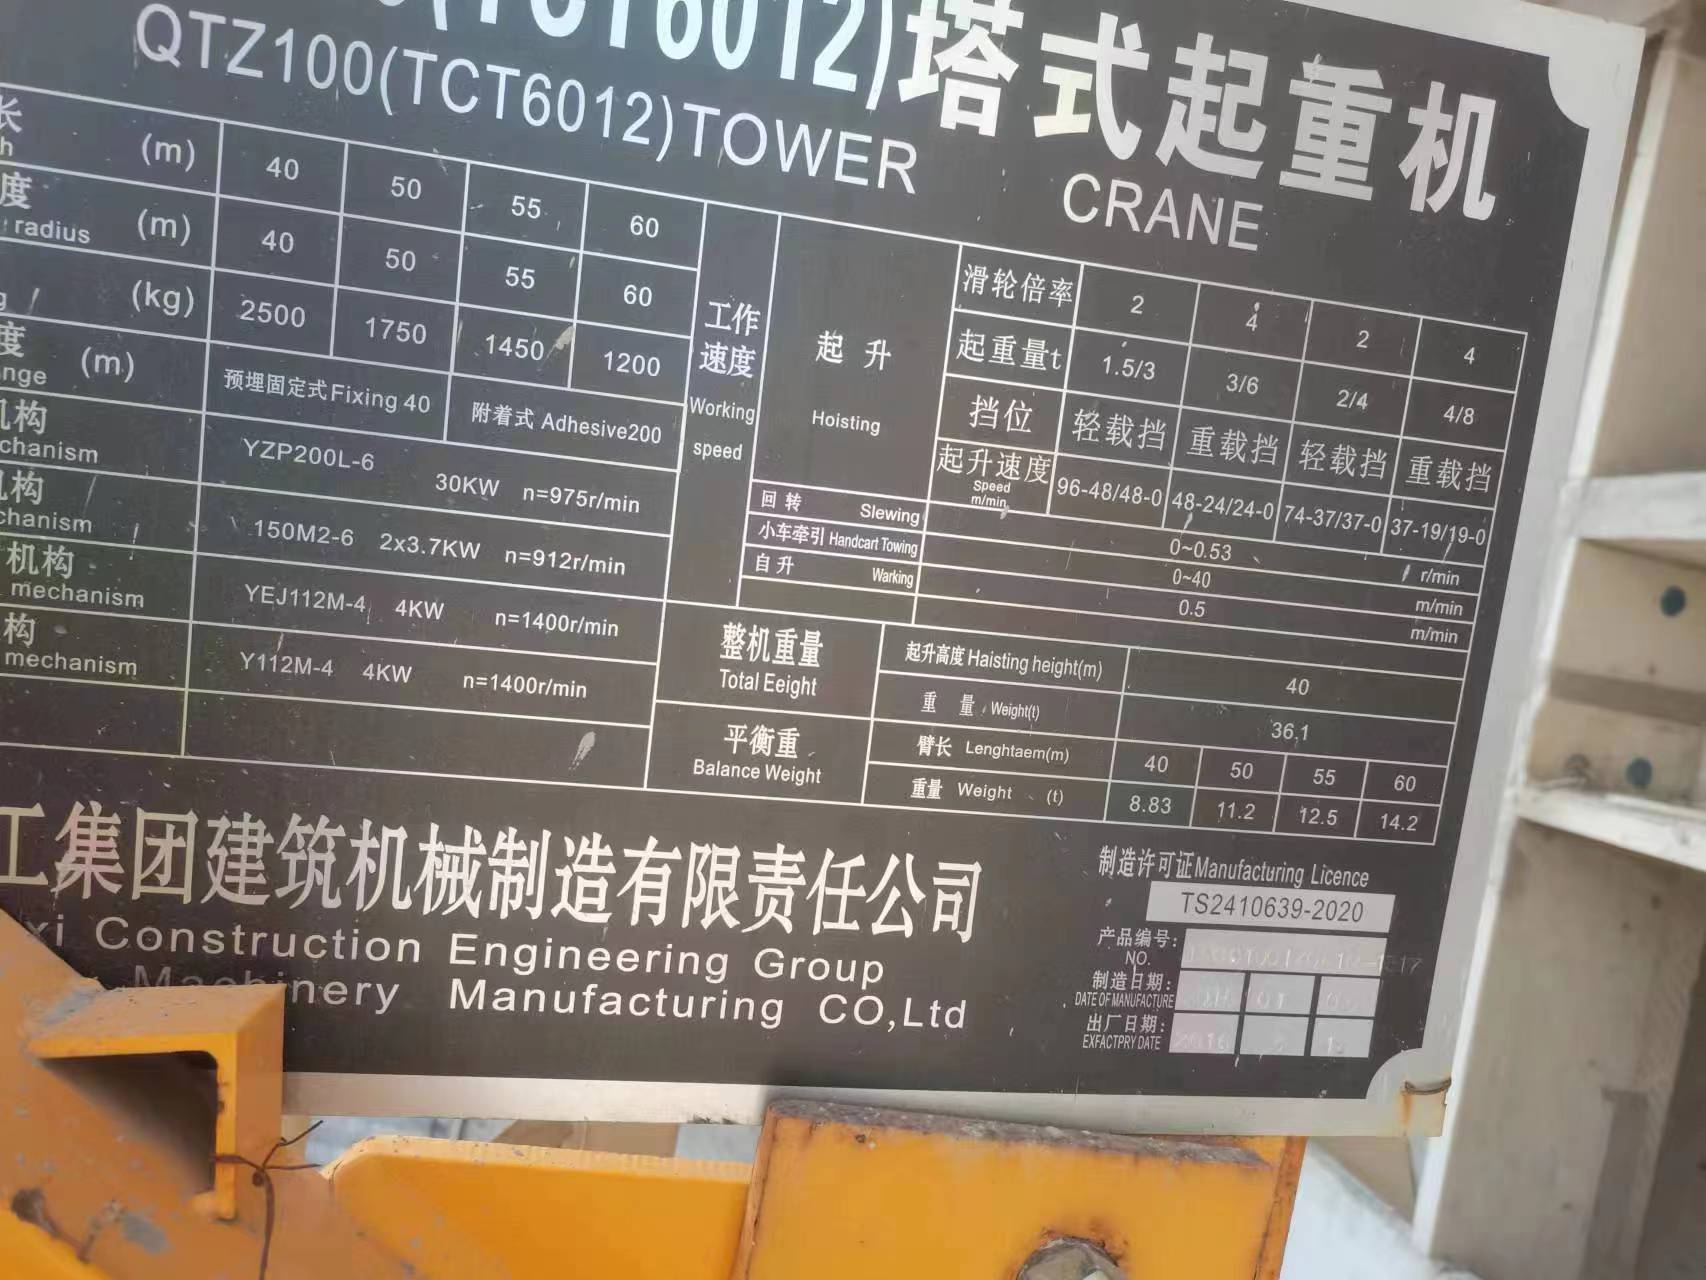 (TCT6012)塔式起重机
QTZ100(TCT6012)TOWER CRANE
长 (m) 40 50 55 60
度 radius (m) 40 50 55 60
(kg) 2500 1750 1450 1200
度 (m) 预埋固定式Fixing 40 附着式 Adhesive200
机构 YZP200L-6 30KW n=975r/min
机构 150M2-6 2x3.7KW n=912r/min
机构 mechanism YEJ112M-4 4KW n=1400r/min
构 mechanism Y112M-4 4KW n=1400r/min
工作
速度
Working
speed
起 升
Hoisting
滑轮倍率 2 4 2 4
起重量t 1.5/3 3/6 2/4 4/8
挡位 轻载挡 重载挡 轻载挡 重载挡
起升速度 Speed m/min 96-48/48-0 48-24/24-0 74-37/37-0 37-19/19-0
回 转 Slewing 0~0.53 r/min
小车牵引 Handcart Towing 0~40 m/min
自 升 Warking 0.5 m/min
整机重量
Total Eeight
起升高度 Haisting height(m) 40
重 量 Weight(t) 36.1
平衡重
Balance Weight
臂长 Lenghtaem(m) 40 50 55 60
重量 Weight (t) 8.83 11.2 12.5 14.2
工集团建筑机械制造有限责任公司
xi Construction Engineering Group
Machinery Manufacturing CO,Ltd
制造许可证Manufacturing Licence
TS2410639-2020
产品编号:
NO.
制造日期:
DATE OF MANUFACTURE
出厂日期:
EXFACTPRY DATE